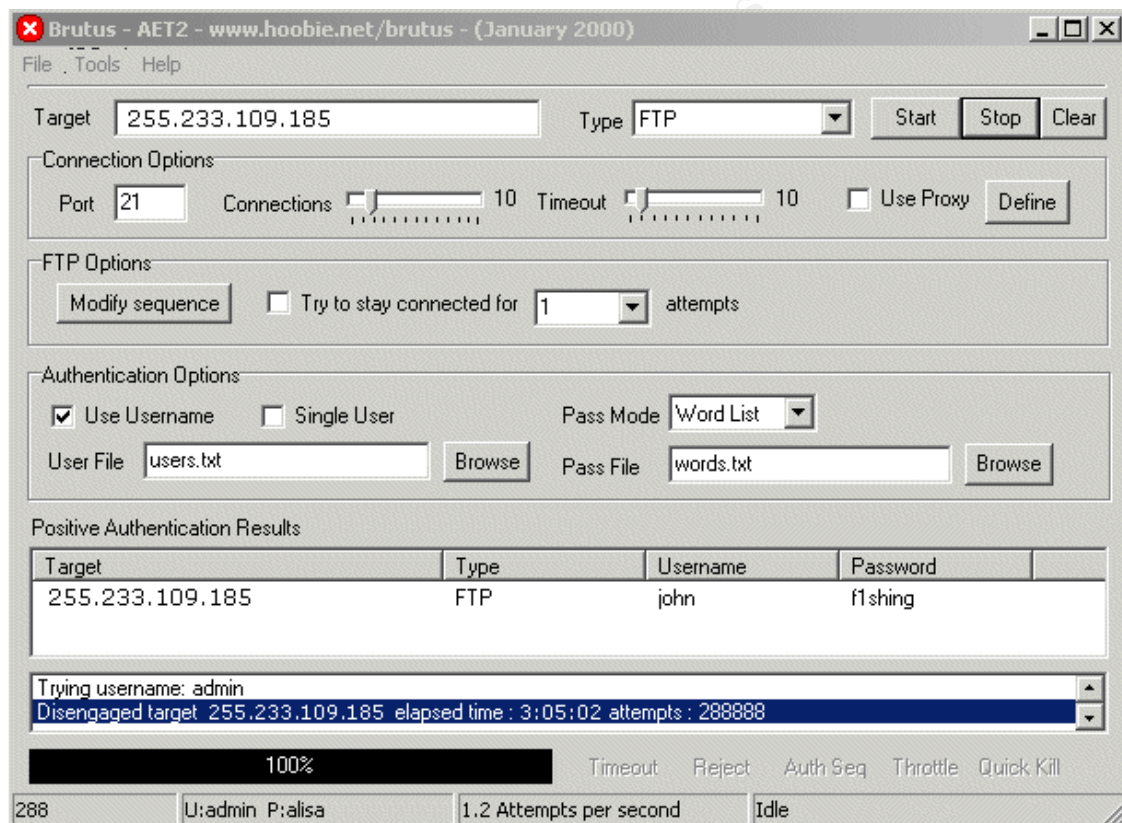 Brutus - AET2 - www.hoobie.net/brutus - (January 2000)
File Tools Help
Target 255.233.109.185 Type FTP Start Stop Clear
Connection Options
Port 21 Connections 10 Timeout 10 Use Proxy Define
FTP Options
Modify sequence Try to stay connected for 1 attempts
Authentication Options
Use Username Single User Pass Mode Word List
User File users.txt Browse Pass File words.txt Browse
Positive Authentication Results
Target Type Username Password
255.233.109.185 FTP john f1shing
Trying username: admin
Disengaged target 255.233.109.185 elapsed time : 3:05:02 attempts : 288888
100% Timeout Reject Auth Seq Throttle Quick Kill
288 U:admin P:alisa 1.2 Attempts per second Idle